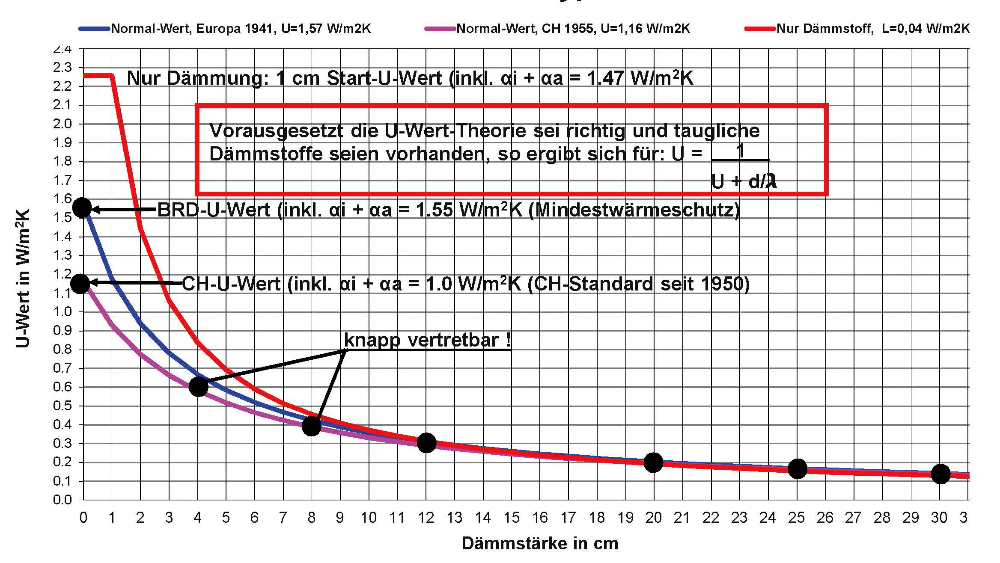 Normal-Wert, Europa 1941, U=1,57 W/m2K
Normal-Wert, CH 1955, U=1,16 W/m2K
Nur Dämmstoff, L=0,04 W/m2K
2.4
2.3
2.2
2.1
2.0
1.9
1.8
1.7
1.6
1.5
1.4
1.3
1.2
1.1
1.0
0.9
0.8
0.7
0.6
0.5
0.4
0.3
0.2
0.1
0.0
U-Wert in W/m²K
Nur Dämmung: 1 cm Start-U-Wert (inkl. αi + αa = 1.47 W/m²K
Vorausgesetzt die U-Wert-Theorie sei richtig und taugliche
Dämmstoffe seien vorhanden, so ergibt sich für: U = 1
U + d/λ
BRD-U-Wert (inkl. αi + αa = 1.55 W/m²K (Mindestwärmeschutz)
CH-U-Wert (inkl. αi + αa = 1.0 W/m²K (CH-Standard seit 1950)
knapp vertretbar !
0 1 2 3 4 5 6 7 8 9 10 11 12 13 14 15 16 17 18 19 20 21 22 23 24 25 26 27 28 29 30 3
Dämmstärke in cm